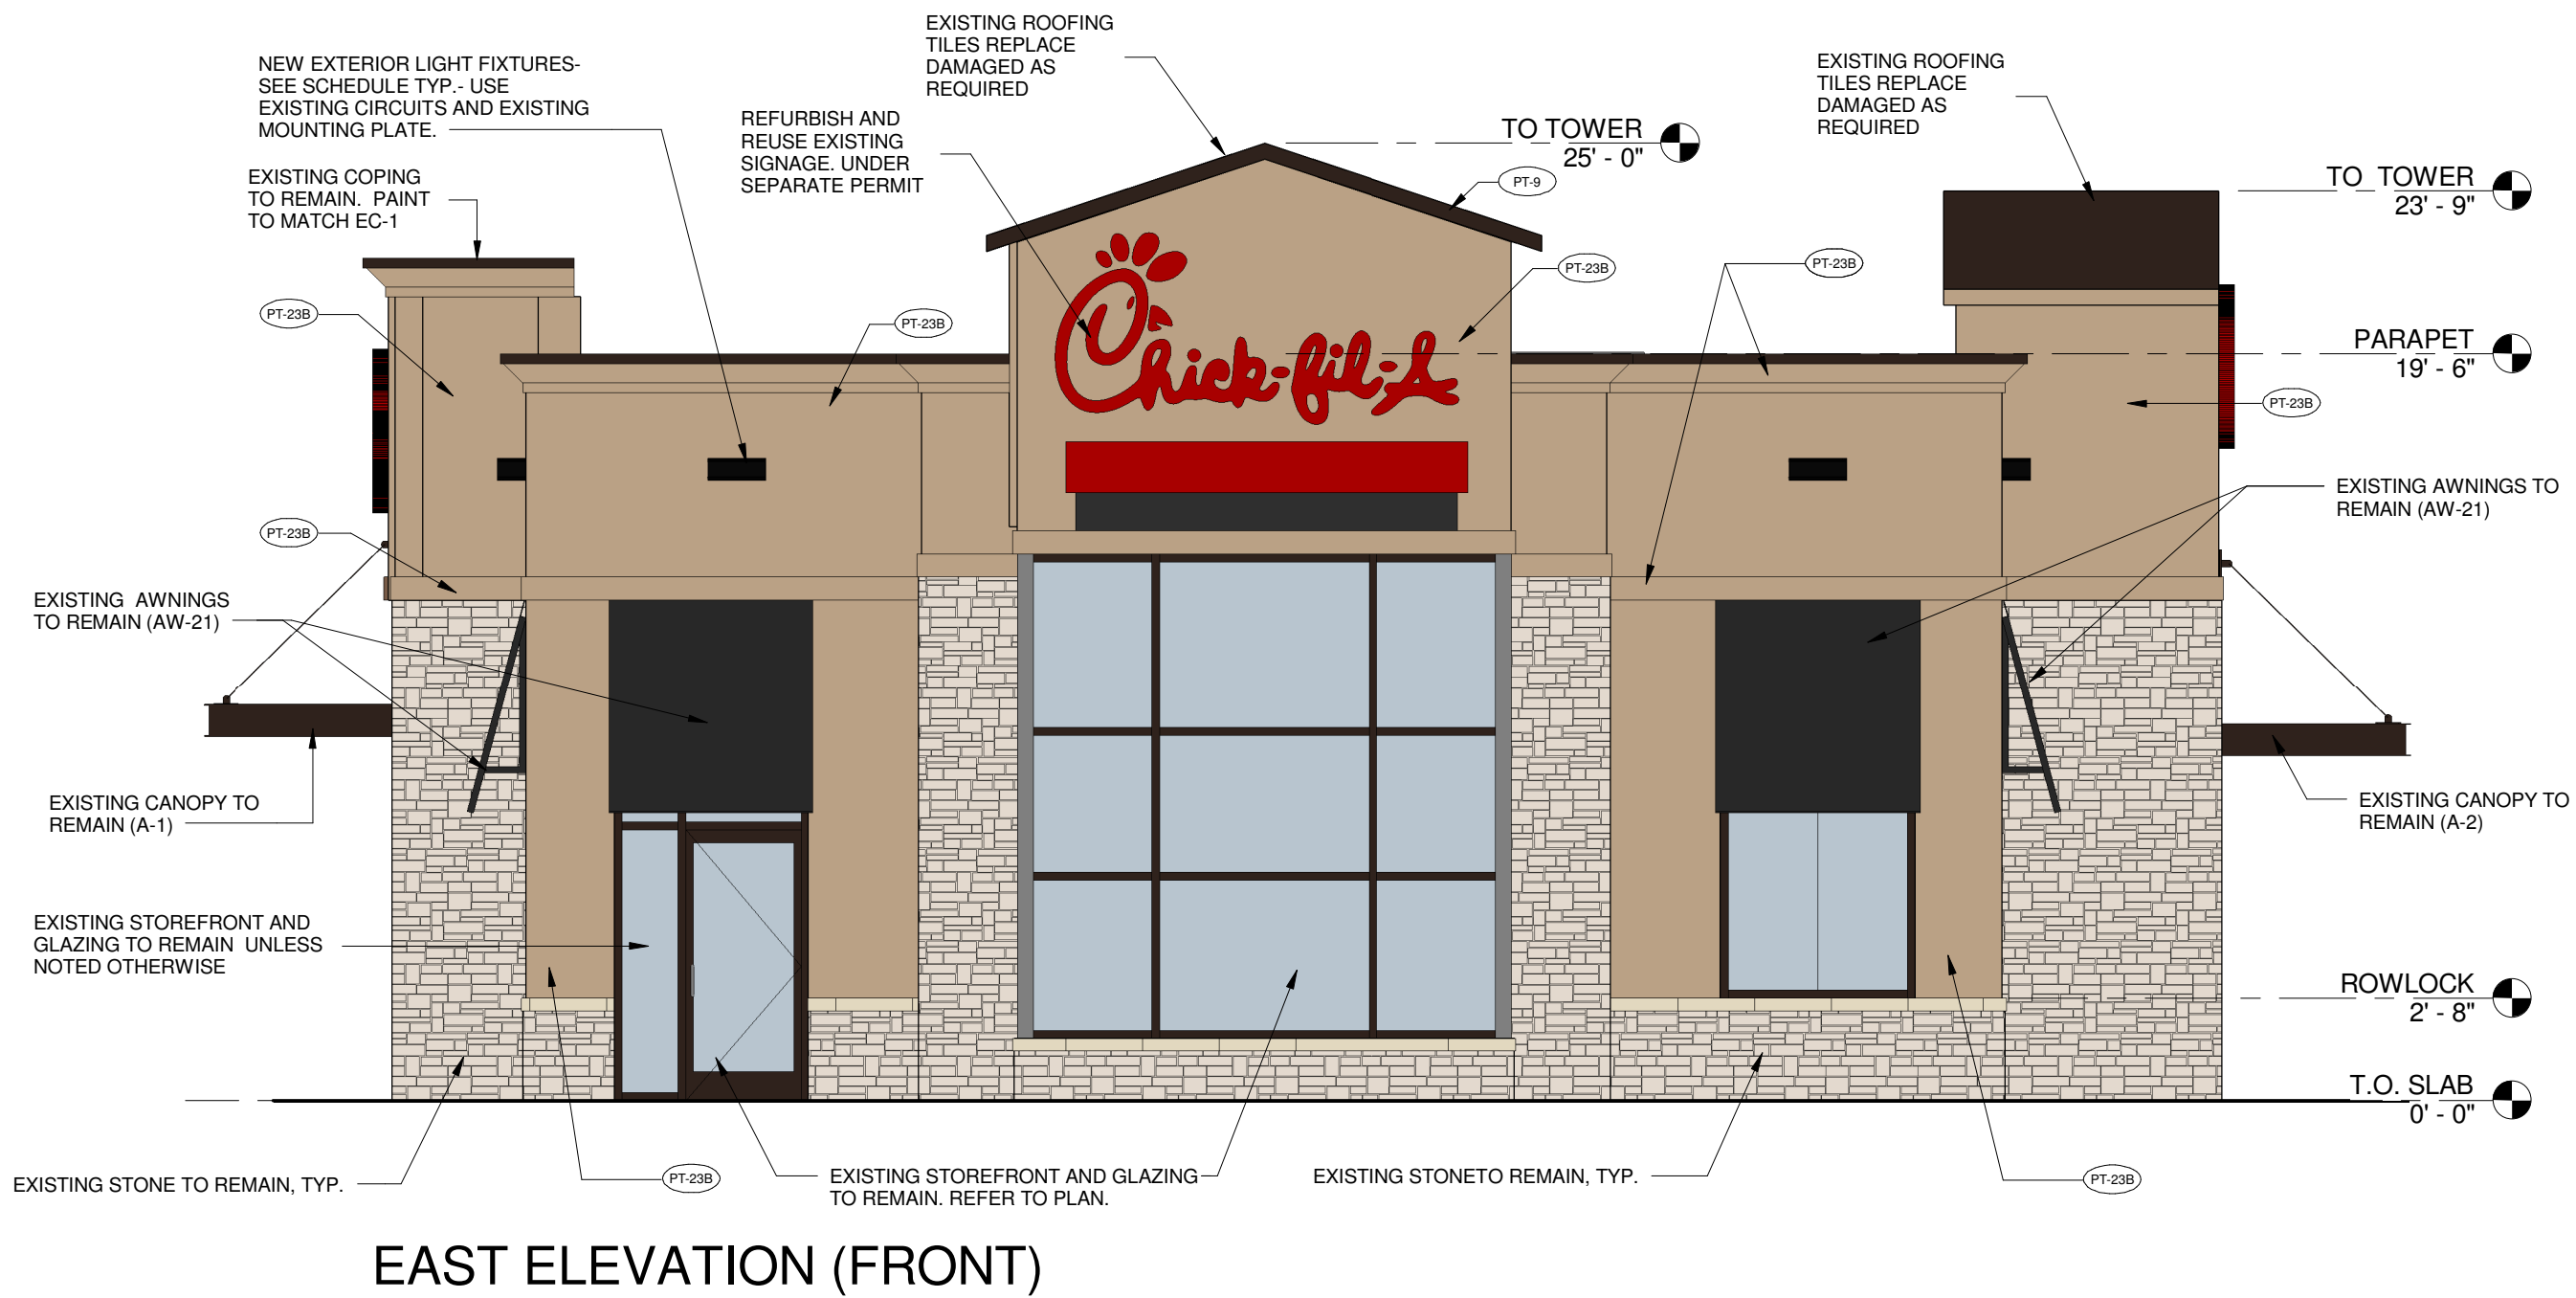 EXISTING ROOFING
TILES REPLACE
DAMAGED AS
REQUIRED
NEW EXTERIOR LIGHT FIXTURES-
SEE SCHEDULE TYP.- USE
EXISTING CIRCUITS AND EXISTING
MOUNTING PLATE.
EXISTING ROOFING
TILES REPLACE
DAMAGED AS
REQUIRED
REFURBISH AND
REUSE EXISTING
SIGNAGE. UNDER
SEPARATE PERMIT
TO TOWER
25' - 0"
EXISTING COPING
TO REMAIN. PAINT
TO MATCH EC-1
PT-9
TO TOWER
23' - 9"
PT-23B
PT-23B
PT-23B
PT-23B
Chick-fil-A
PARAPET
19' - 6"
PT-23B
EXISTING AWNINGS TO
REMAIN (AW-21)
PT-23B
EXISTING AWNINGS
TO REMAIN (AW-21)
EXISTING CANOPY TO
REMAIN (A-1)
EXISTING CANOPY TO
REMAIN (A-2)
EXISTING STOREFRONT AND
GLAZING TO REMAIN UNLESS
NOTED OTHERWISE
ROWLOCK
2' - 8"
T.O. SLAB
0' - 0"
EXISTING STONE TO REMAIN, TYP.
PT-23B
EXISTING STOREFRONT AND GLAZING
TO REMAIN. REFER TO PLAN.
EXISTING STONETO REMAIN, TYP.
PT-23B
EAST ELEVATION (FRONT)